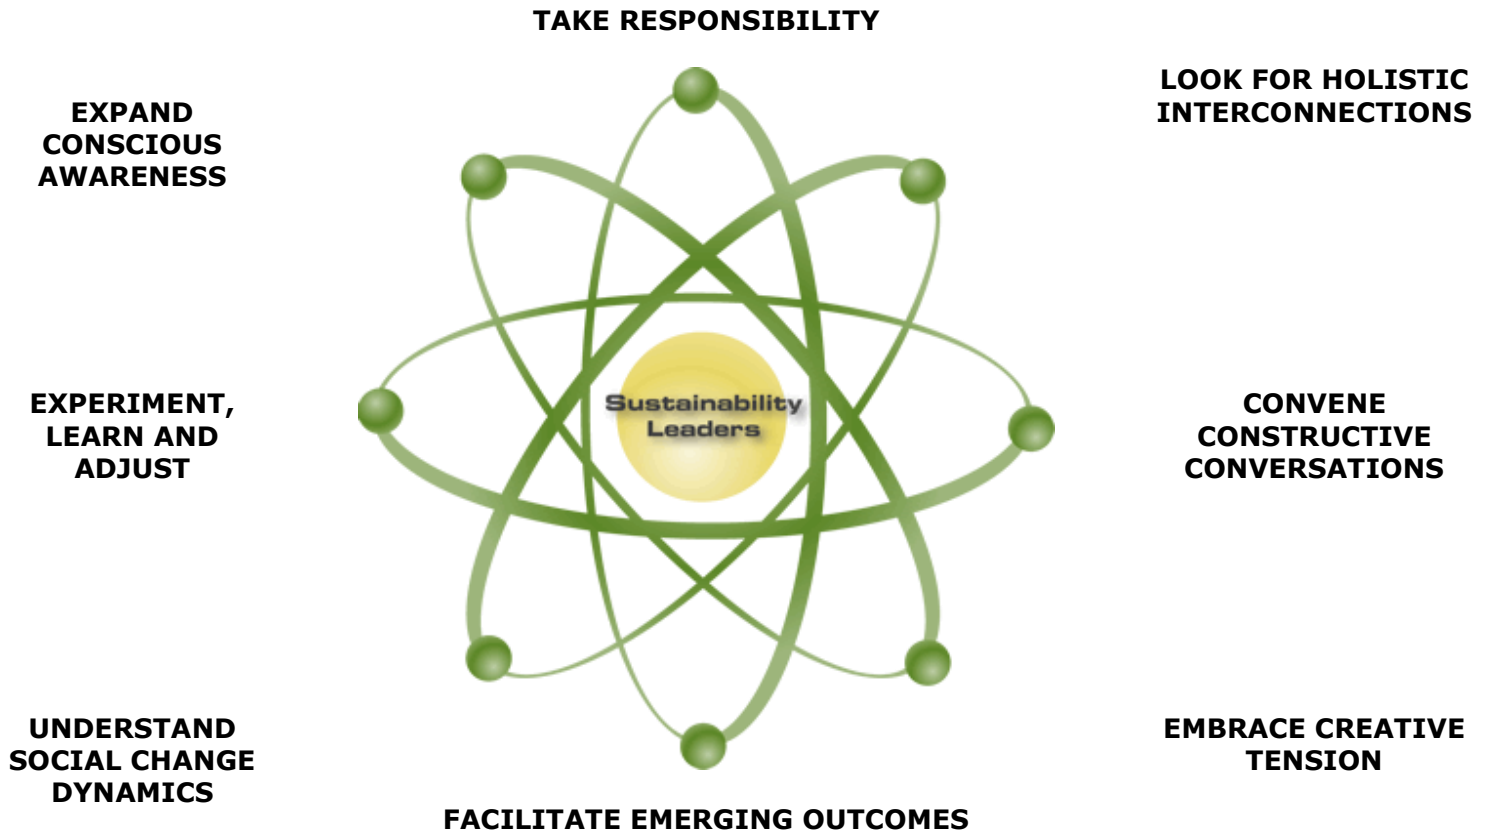 TAKE RESPONSIBILITY
LOOK FOR HOLISTIC
INTERCONNECTIONS
EXPAND
CONSCIOUS
AWARENESS
EXPERIMENT,
LEARN AND
ADJUST
Sustainability
Leaders
CONVENE
CONSTRUCTIVE
CONVERSATIONS
UNDERSTAND
SOCIAL CHANGE
DYNAMICS
EMBRACE CREATIVE
TENSION
FACILITATE EMERGING OUTCOMES